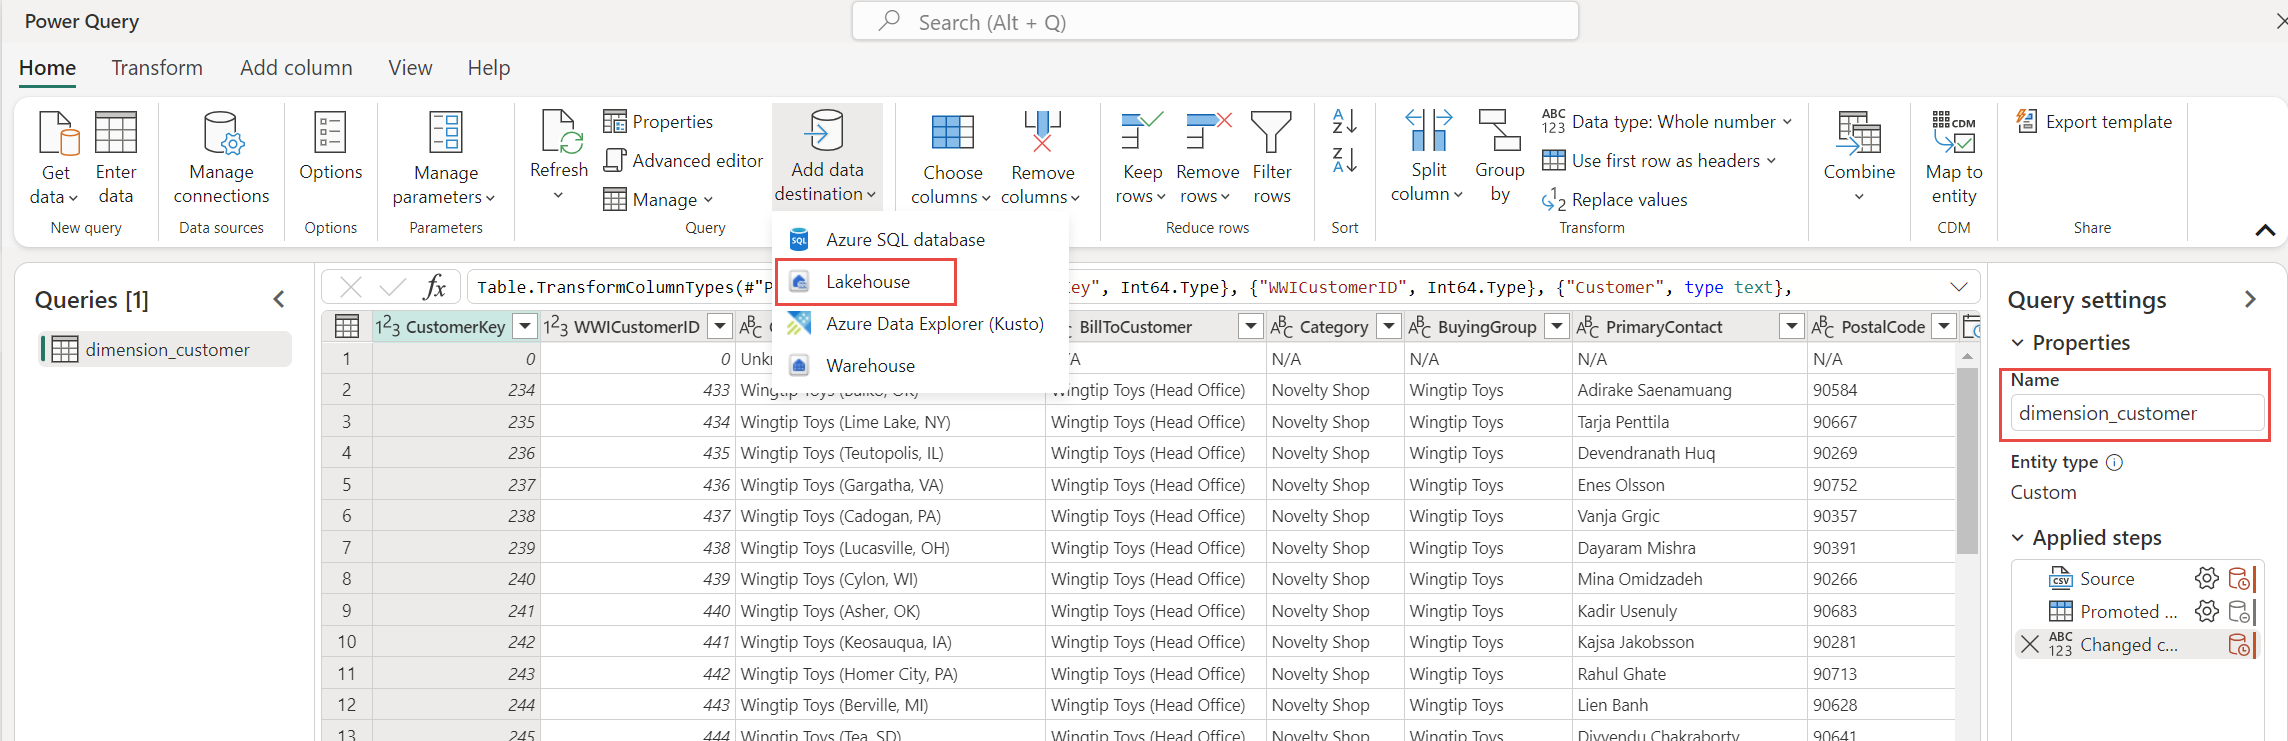 Power Query
Search (Alt + Q)
Home Transform Add column View Help
Get data
Enter data
New query
Manage connections
Data sources
Options
Options
Manage parameters
Parameters
Refresh
Properties
Advanced editor
Manage
Query
Add data destination
Azure SQL database
Lakehouse
Azure Data Explorer (Kusto)
Warehouse
Choose columns
Remove columns
Keep rows
Remove rows
Filter rows
Reduce rows
Sort
Split column
Group by
Data type: Whole number
Use first row as headers
Replace values
Transform
Combine
CDM
Map to entity
CDM
Export template
Share
Queries [1]
dimension_customer
fx Table.TransformColumnTypes(#"P ey", Int64.Type}, {"WWICustomerID", Int64.Type}, {"Customer", type text},
CustomerKey WWICustomerID BillToCustomer Category BuyingGroup PrimaryContact PostalCode
1 0 0 N/A N/A N/A N/A
2 234 433 Wingtip Toys Wingtip Toys (Head Office) Novelty Shop Wingtip Toys Adirake Saenamuang 90584
3 235 434 Wingtip Toys (Lime Lake, NY) Wingtip Toys (Head Office) Novelty Shop Wingtip Toys Tarja Penttila 90667
4 236 435 Wingtip Toys (Teutopolis, IL) Wingtip Toys (Head Office) Novelty Shop Wingtip Toys Devendranath Huq 90269
5 237 436 Wingtip Toys (Gargatha, VA) Wingtip Toys (Head Office) Novelty Shop Wingtip Toys Enes Olsson 90752
6 238 437 Wingtip Toys (Cadogan, PA) Wingtip Toys (Head Office) Novelty Shop Wingtip Toys Vanja Grgic 90357
7 239 438 Wingtip Toys (Lucasville, OH) Wingtip Toys (Head Office) Novelty Shop Wingtip Toys Dayaram Mishra 90391
8 240 439 Wingtip Toys (Cylon, WI) Wingtip Toys (Head Office) Novelty Shop Wingtip Toys Mina Omidzadeh 90266
9 241 440 Wingtip Toys (Asher, OK) Wingtip Toys (Head Office) Novelty Shop Wingtip Toys Kadir Usenuly 90683
10 242 441 Wingtip Toys (Keosauqua, IA) Wingtip Toys (Head Office) Novelty Shop Wingtip Toys Kajsa Jakobsson 90281
11 243 442 Wingtip Toys (Homer City, PA) Wingtip Toys (Head Office) Novelty Shop Wingtip Toys Rahul Ghate 90713
12 244 443 Wingtip Toys (Berville, MI) Wingtip Toys (Head Office) Novelty Shop Wingtip Toys Lien Banh 90628
13 245 444 Wingtip Toys (Tea, SD) Wingtip Toys (Head Office) Novelty Shop Wingtip Toys Divyendu Chakraborty 90641
Query settings
Properties
Name
dimension_customer
Entity type
Custom
Applied steps
Source
Promoted ...
Changed c...